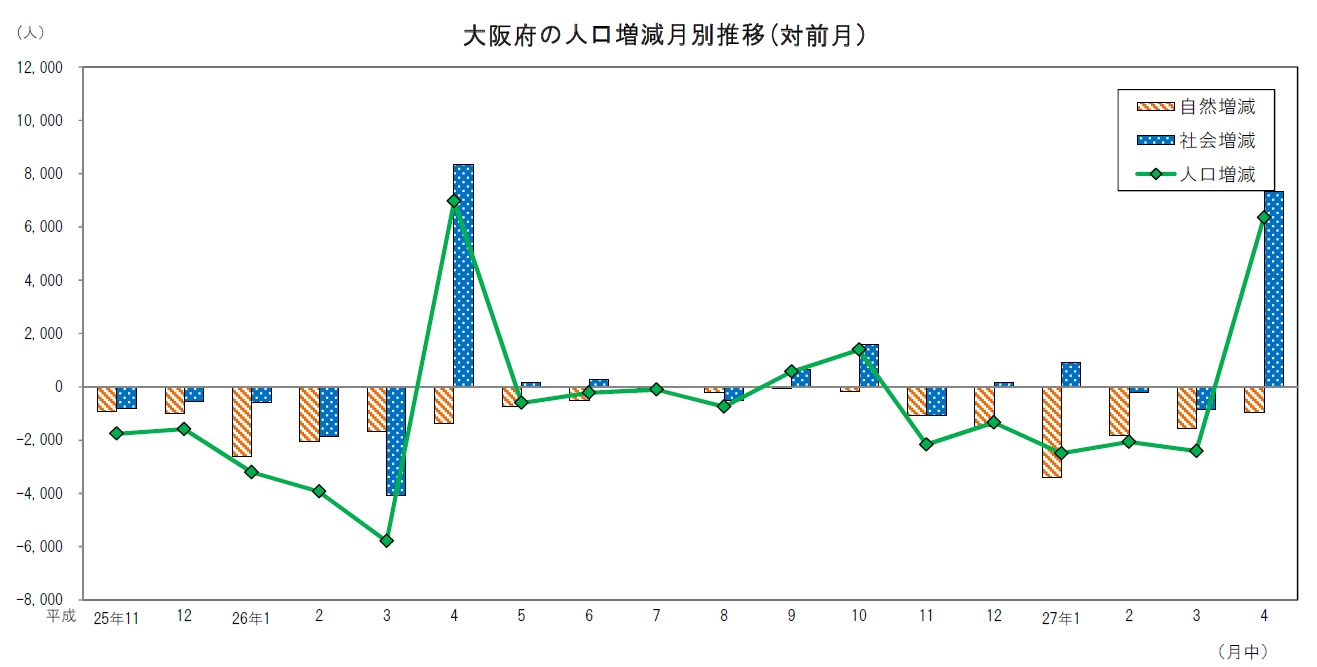 (人)
大阪府の人口増減月別推移(対前月)
12,000
10,000
8,000
6,000
4,000
2,000
0
-2,000
-4,000
-6,000
-8,000
自然増減
社会増減
人口増減
平成 25年11 12 26年1 2 3 4 5 6 7 8 9 10 11 12 27年1 2 3 4
(月中)